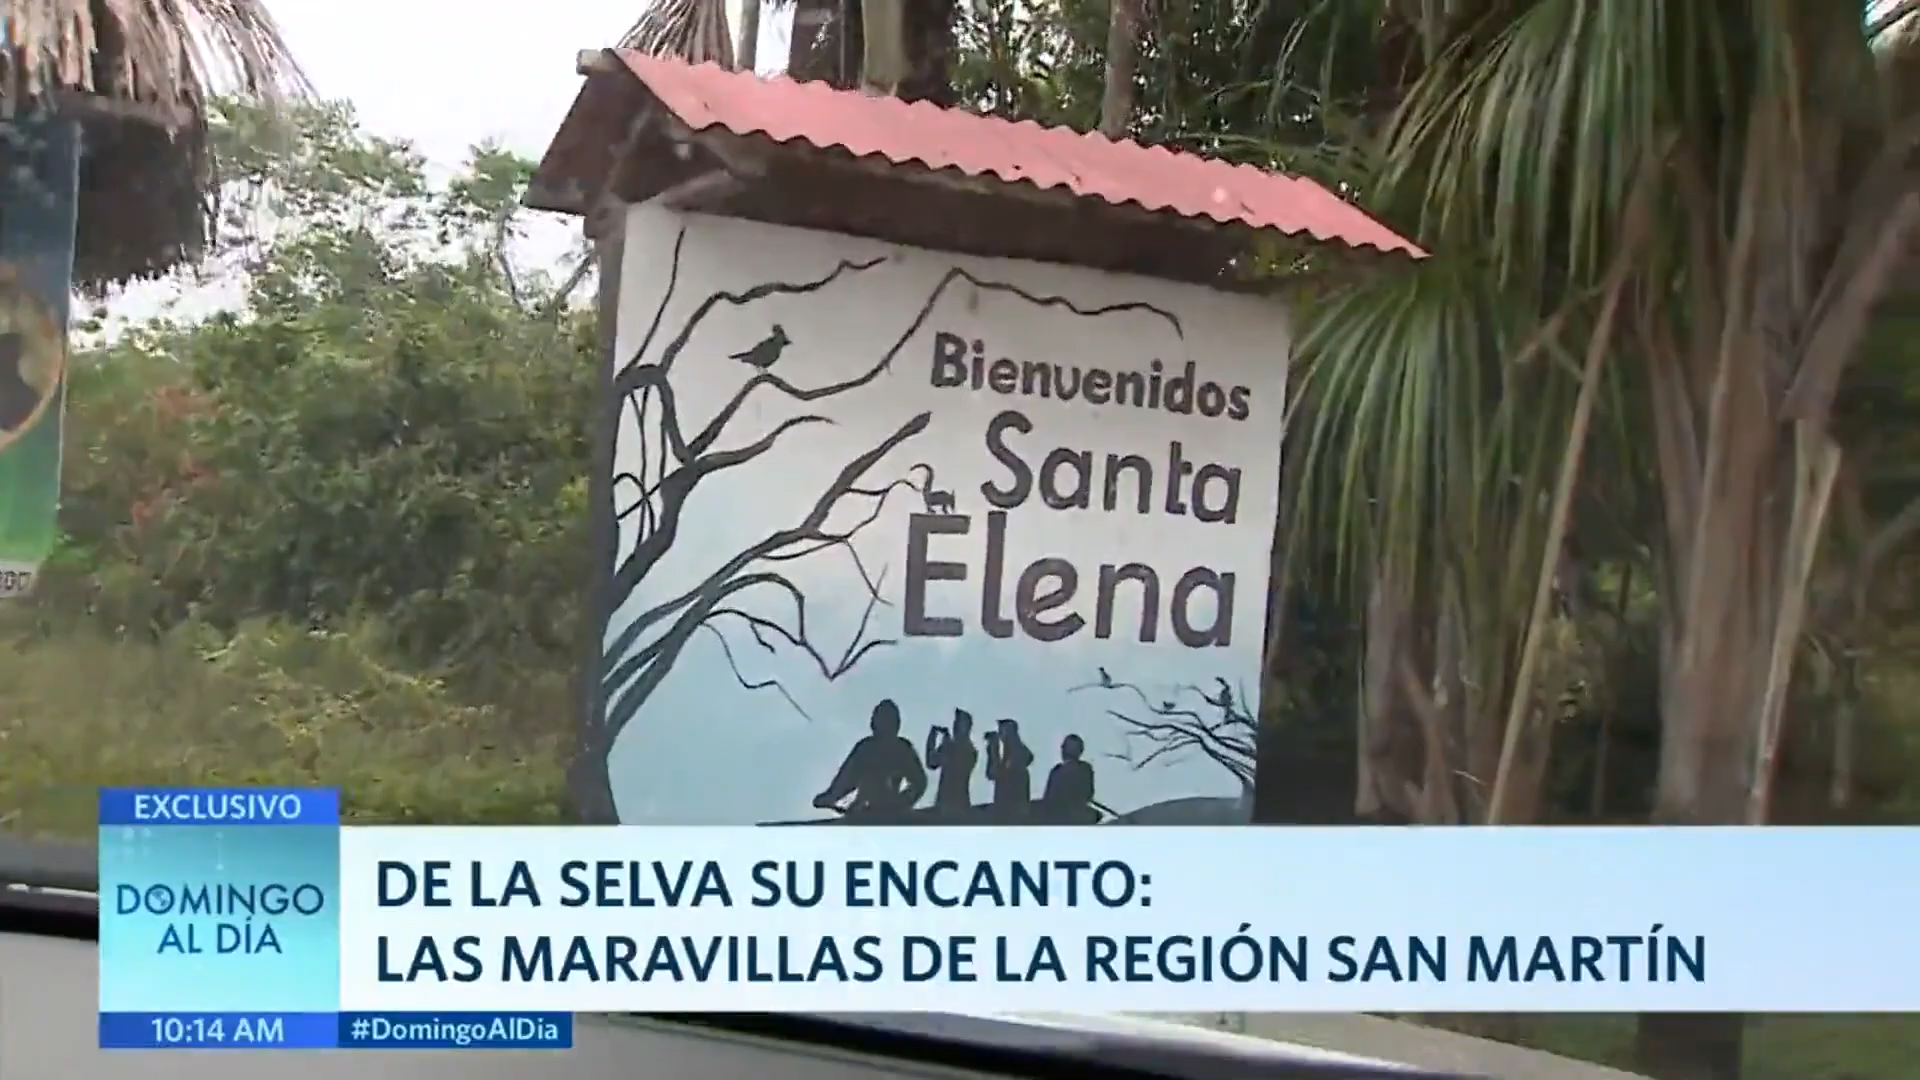 Bienvenidos
Santa
Elena
EXCLUSIVO
DOMINGO
AL DÍA
DE LA SELVA SU ENCANTO:
LAS MARAVILLAS DE LA REGIÓN SAN MARTÍN
10:14 AM
#DomingoAlDia